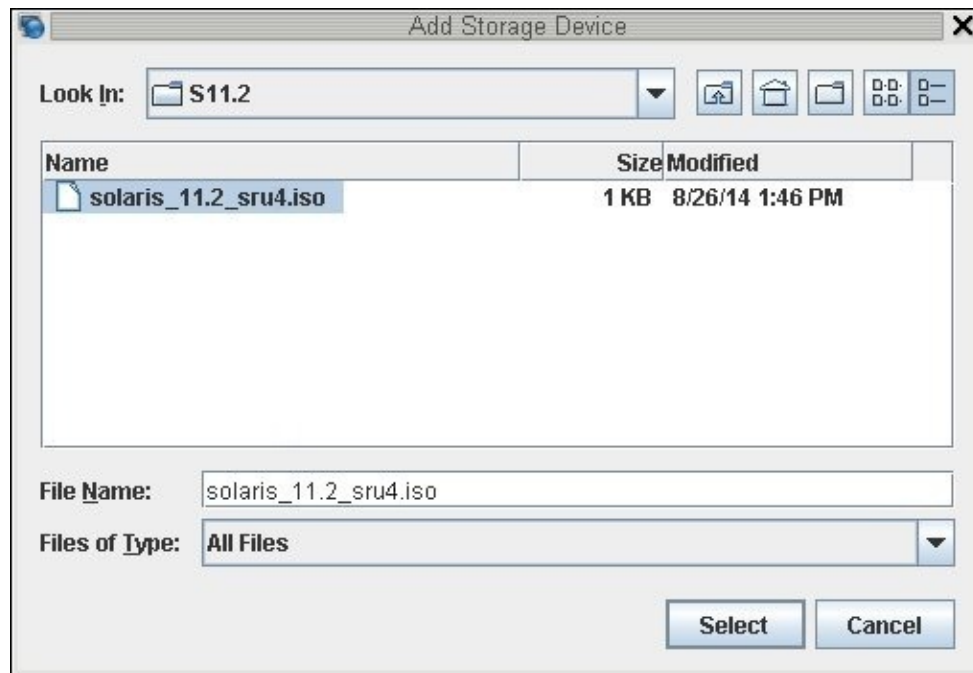 Add Storage Device
Look In: S11.2
Name Size Modified
solaris_11.2_sru4.iso 1 KB 8/26/14 1:46 PM
File Name: solaris_11.2_sru4.iso
Files of Type: All Files
Select Cancel